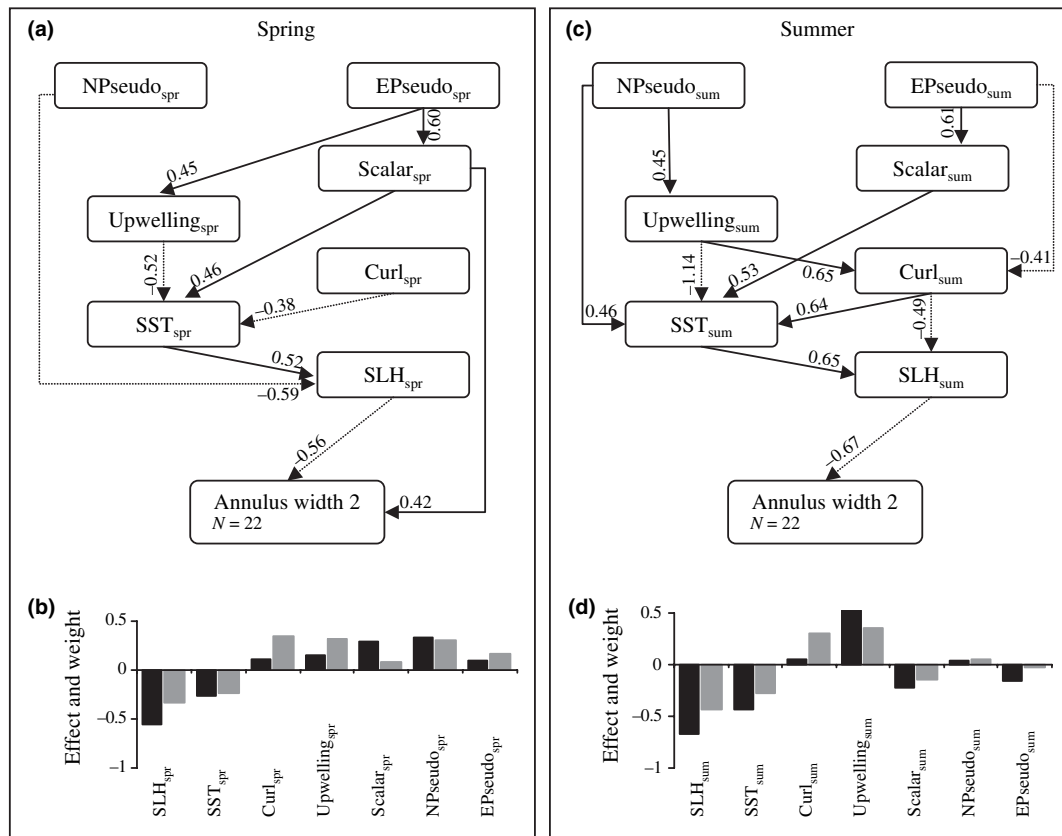 (a) Spring
NPseudo_spr
EPseudo_spr
0.60
Scalar_spr
0.45
Upwelling_spr
–0.52
0.46
Curl_spr
–0.38
SST_spr
0.52
SLH_spr
–0.59
–0.56
Annulus width 2
N = 22
0.42
(b)
Effect and weight
0.5
0
–0.5
–1
SLH_spr
SST_spr
Curl_spr
Upwelling_spr
Scalar_spr
NPseudo_spr
EPseudo_spr
(c) Summer
NPseudo_sum
EPseudo_sum
0.61
0.45
Scalar_sum
Upwelling_sum
–1.14
0.53
0.65
Curl_sum
–0.41
0.46
SST_sum
0.64
–0.49
0.65
SLH_sum
–0.67
Annulus width 2
N = 22
(d)
Effect and weight
0.5
0
–0.5
–1
SLH_sum
SST_sum
Curl_sum
Upwelling_sum
Scalar_sum
NPseudo_sum
EPseudo_sum